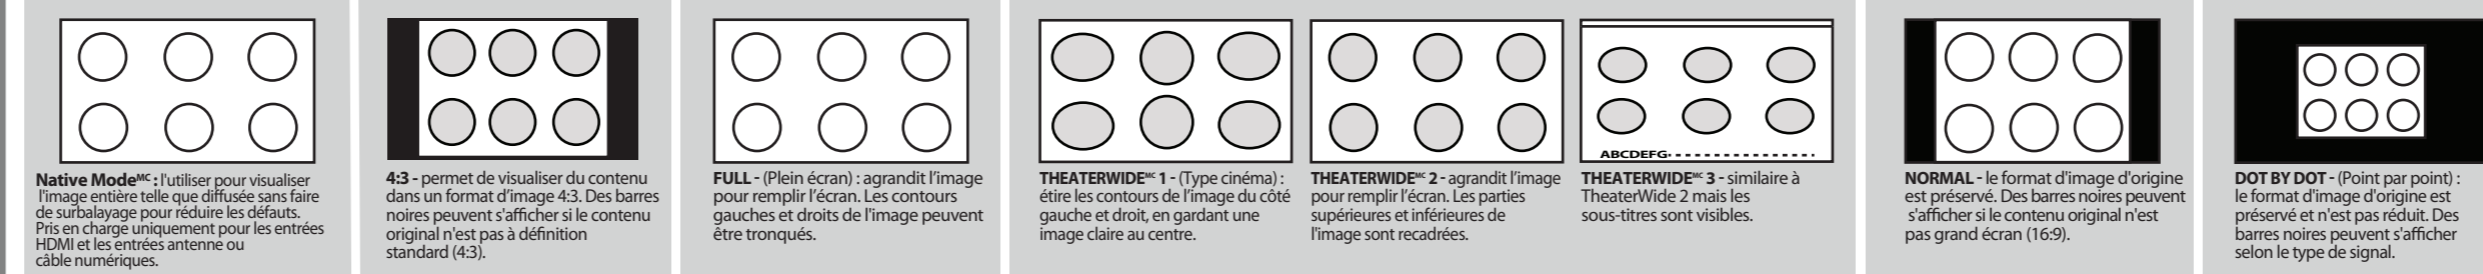 Native Modeᴹᶜ : l'utiliser pour visualiser
l'image entière telle que diffusée sans faire
de surbalayage pour réduire les défauts.
Pris en charge uniquement pour les entrées
HDMI et les entrées antenne ou
câble numériques.
4:3 - permet de visualiser du contenu
dans un format d'image 4:3. Des barres
noires peuvent s'afficher si le contenu
original n'est pas à définition
standard (4:3).
FULL - (Plein écran) : agrandit l'image
pour remplir l'écran. Les contours
gauches et droits de l'image peuvent
être tronqués.
THEATERWIDEᴹᶜ 1 - (Type cinéma) :
étire les contours de l'image du côté
gauche et droit, en gardant une
image claire au centre.
THEATERWIDEᴹᶜ 2 - agrandit l'image
pour remplir l'écran. Les parties
supérieures et inférieures de
l'image sont recadrées.
ABCDEFG
THEATERWIDEᴹᶜ 3 - similaire à
TheaterWide 2 mais les
sous-titres sont visibles.
NORMAL - le format d'image d'origine
est préservé. Des barres noires peuvent
s'afficher si le contenu original n'est
pas grand écran (16:9).
DOT BY DOT - (Point par point) :
le format d'image d'origine est
préservé et n'est pas réduit. Des
barres noires peuvent s'afficher
selon le type de signal.